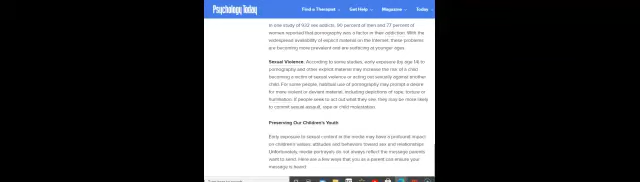 Psychology Today
Find a Therapist Get Help Magazine Today
In one study of 932 sex addicts, 90 percent of men and 77 percent of
women reported that pornography was a factor in their addiction. With the
widespread availability of explicit material on the Internet, these problems
are becoming more prevalent and are surfacing at younger ages.
Sexual Violence: According to some studies, early exposure (by age 14) to
pornography and other explicit material may increase the risk of a child
becoming a victim of sexual violence or acting out sexually against another
child. For some people, habitual use of pornography may prompt a desire
for more violent or deviant material, including depictions of rape, torture or
humiliation. If people seek to act out what they see, they may be more likely
to commit sexual assault, rape or child molestation.
Preserving Our Children's Youth
Early exposure to sexual content in the media may have a profound impact
on children's values, attitudes and behaviors toward sex and relationships.
Unfortunately, media portrayals do not always reflect the message parents
want to send. Here are a few ways that you as a parent can ensure your
message is heard: